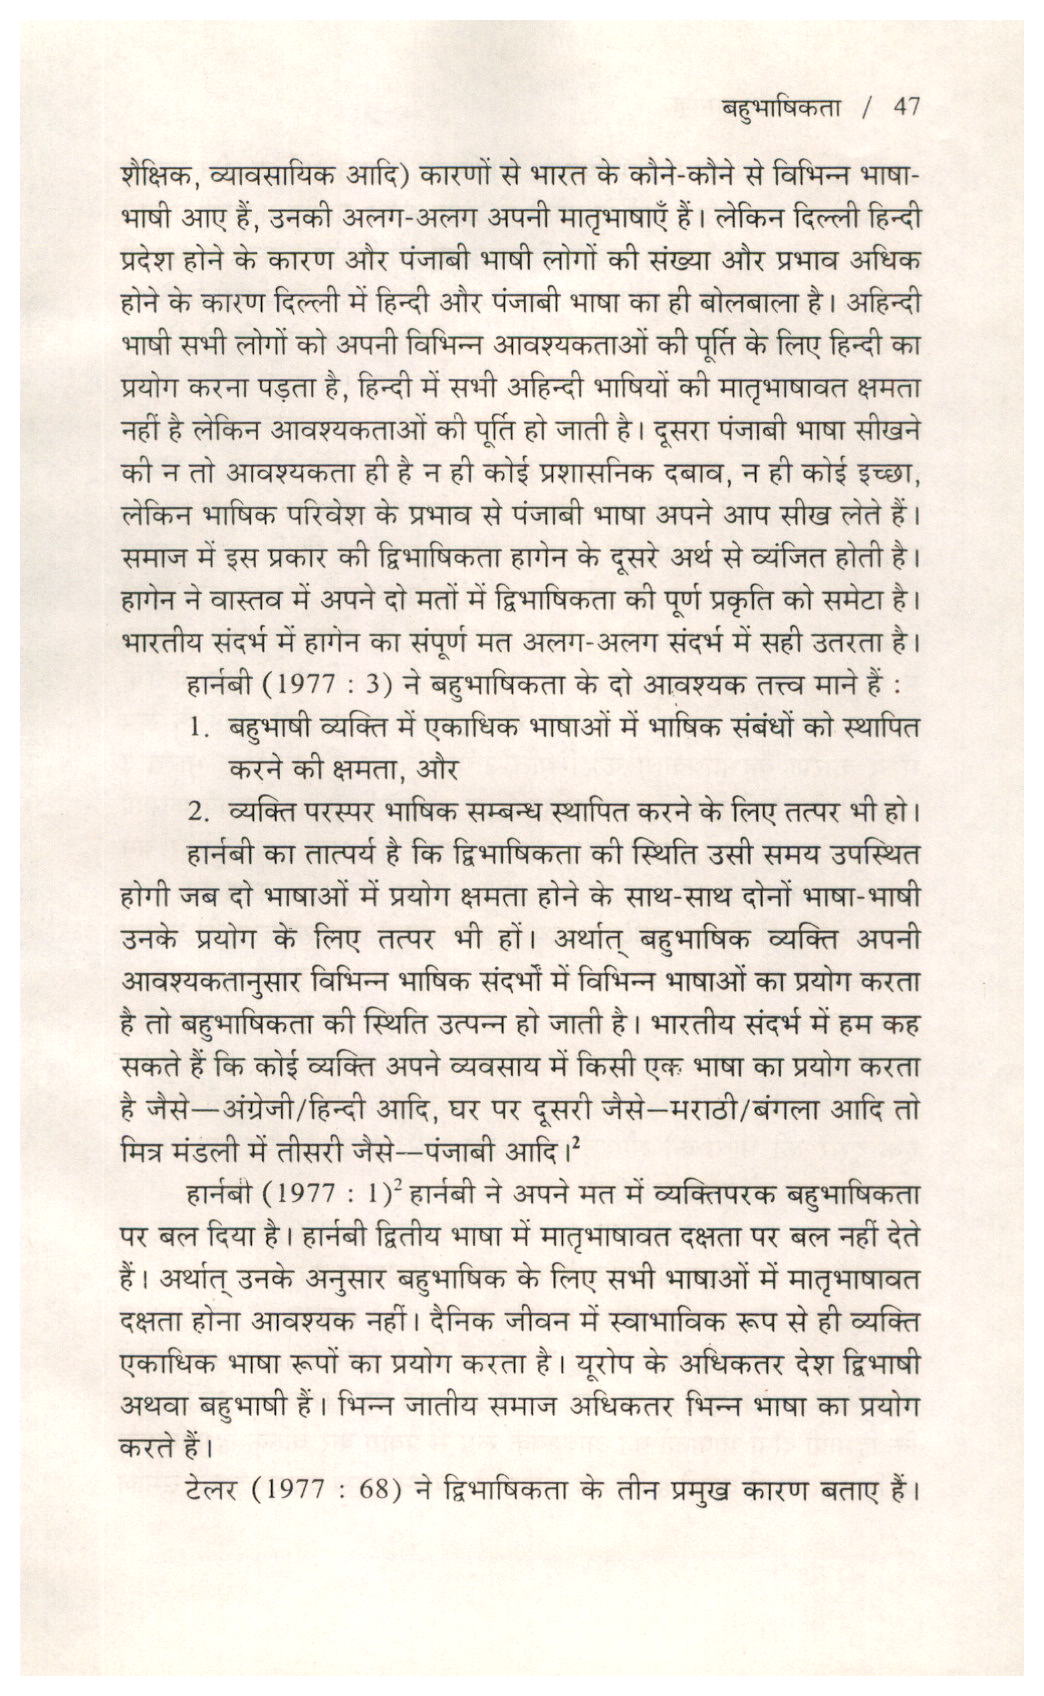 बहुभाषिकता / 47
शैक्षिक, व्यावसायिक आदि) कारणों से भारत के कौने-कौने से विभिन्न भाषा-
भाषी आए हैं, उनकी अलग-अलग अपनी मातृभाषाएँ हैं। लेकिन दिल्ली हिन्दी
प्रदेश होने के कारण और पंजाबी भाषी लोगों की संख्या और प्रभाव अधिक
होने के कारण दिल्ली में हिन्दी और पंजाबी भाषा का ही बोलबाला है। अहिन्दी
भाषी सभी लोगों को अपनी विभिन्न आवश्यकताओं की पूर्ति के लिए हिन्दी का
प्रयोग करना पड़ता है, हिन्दी में सभी अहिन्दी भाषियों की मातृभाषावत क्षमता
नहीं है लेकिन आवश्यकताओं की पूर्ति हो जाती है। दूसरा पंजाबी भाषा सीखने
की न तो आवश्यकता ही है न ही कोई प्रशासनिक दबाव, न ही कोई इच्छा,
लेकिन भाषिक परिवेश के प्रभाव से पंजाबी भाषा अपने आप सीख लेते हैं।
समाज में इस प्रकार की द्विभाषिकता हागेन के दूसरे अर्थ से व्यंजित होती है।
हागेन ने वास्तव में अपने दो मतों में द्विभाषिकता की पूर्ण प्रकृति को समेटा है।
भारतीय संदर्भ में हागेन का संपूर्ण मत अलग-अलग संदर्भ में सही उतरता है।
हार्नबी (1977 : 3) ने बहुभाषिकता के दो आवश्यक तत्त्व माने हैं :
1. बहुभाषी व्यक्ति में एकाधिक भाषाओं में भाषिक संबंधों को स्थापित
करने की क्षमता, और
2. व्यक्ति परस्पर भाषिक सम्बन्ध स्थापित करने के लिए तत्पर भी हो।
हार्नबी का तात्पर्य है कि द्विभाषिकता की स्थिति उसी समय उपस्थित
होगी जब दो भाषाओं में प्रयोग क्षमता होने के साथ-साथ दोनों भाषा-भाषी
उनके प्रयोग के लिए तत्पर भी हों। अर्थात् बहुभाषिक व्यक्ति अपनी
आवश्यकतानुसार विभिन्न भाषिक संदर्भों में विभिन्न भाषाओं का प्रयोग करता
है तो बहुभाषिकता की स्थिति उत्पन्न हो जाती है। भारतीय संदर्भ में हम कह
सकते हैं कि कोई व्यक्ति अपने व्यवसाय में किसी एक भाषा का प्रयोग करता
है जैसे—अंग्रेजी/हिन्दी आदि, घर पर दूसरी जैसे—मराठी/बंगला आदि तो
मित्र मंडली में तीसरी जैसे—पंजाबी आदि।²
हार्नबी (1977 : 1)² हार्नबी ने अपने मत में व्यक्तिपरक बहुभाषिकता
पर बल दिया है। हार्नबी द्वितीय भाषा में मातृभाषावत दक्षता पर बल नहीं देते
हैं। अर्थात् उनके अनुसार बहुभाषिक के लिए सभी भाषाओं में मातृभाषावत
दक्षता होना आवश्यक नहीं। दैनिक जीवन में स्वाभाविक रूप से ही व्यक्ति
एकाधिक भाषा रूपों का प्रयोग करता है। यूरोप के अधिकतर देश द्विभाषी
अथवा बहुभाषी हैं। भिन्न जातीय समाज अधिकतर भिन्न भाषा का प्रयोग
करते हैं।
टेलर (1977 : 68) ने द्विभाषिकता के तीन प्रमुख कारण बताए हैं।